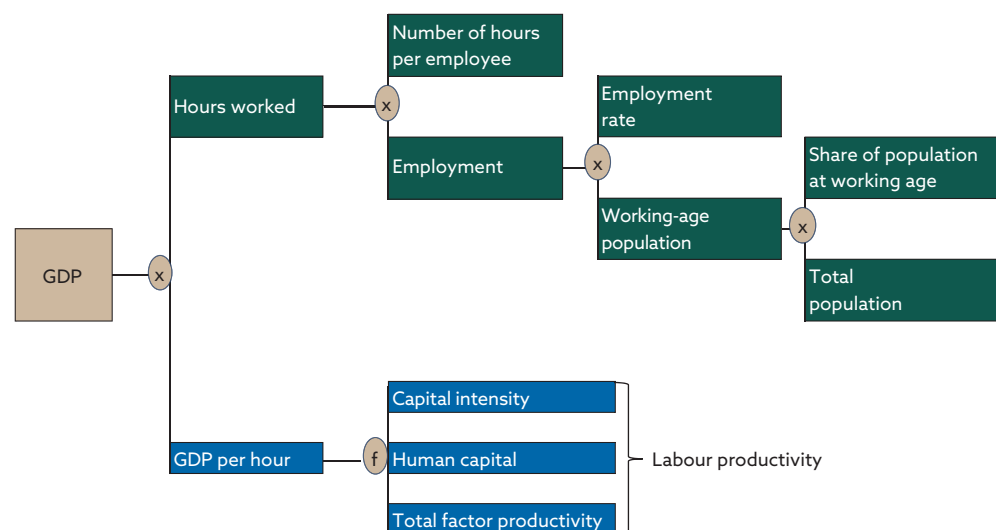 Number of hours
per employee
Hours worked
x
Employment
rate
Employment
x
Share of population
at working age
Working-age
population
x
GDP
x
Total
population
Capital intensity
GDP per hour
f
Human capital
Labour productivity
Total factor productivity